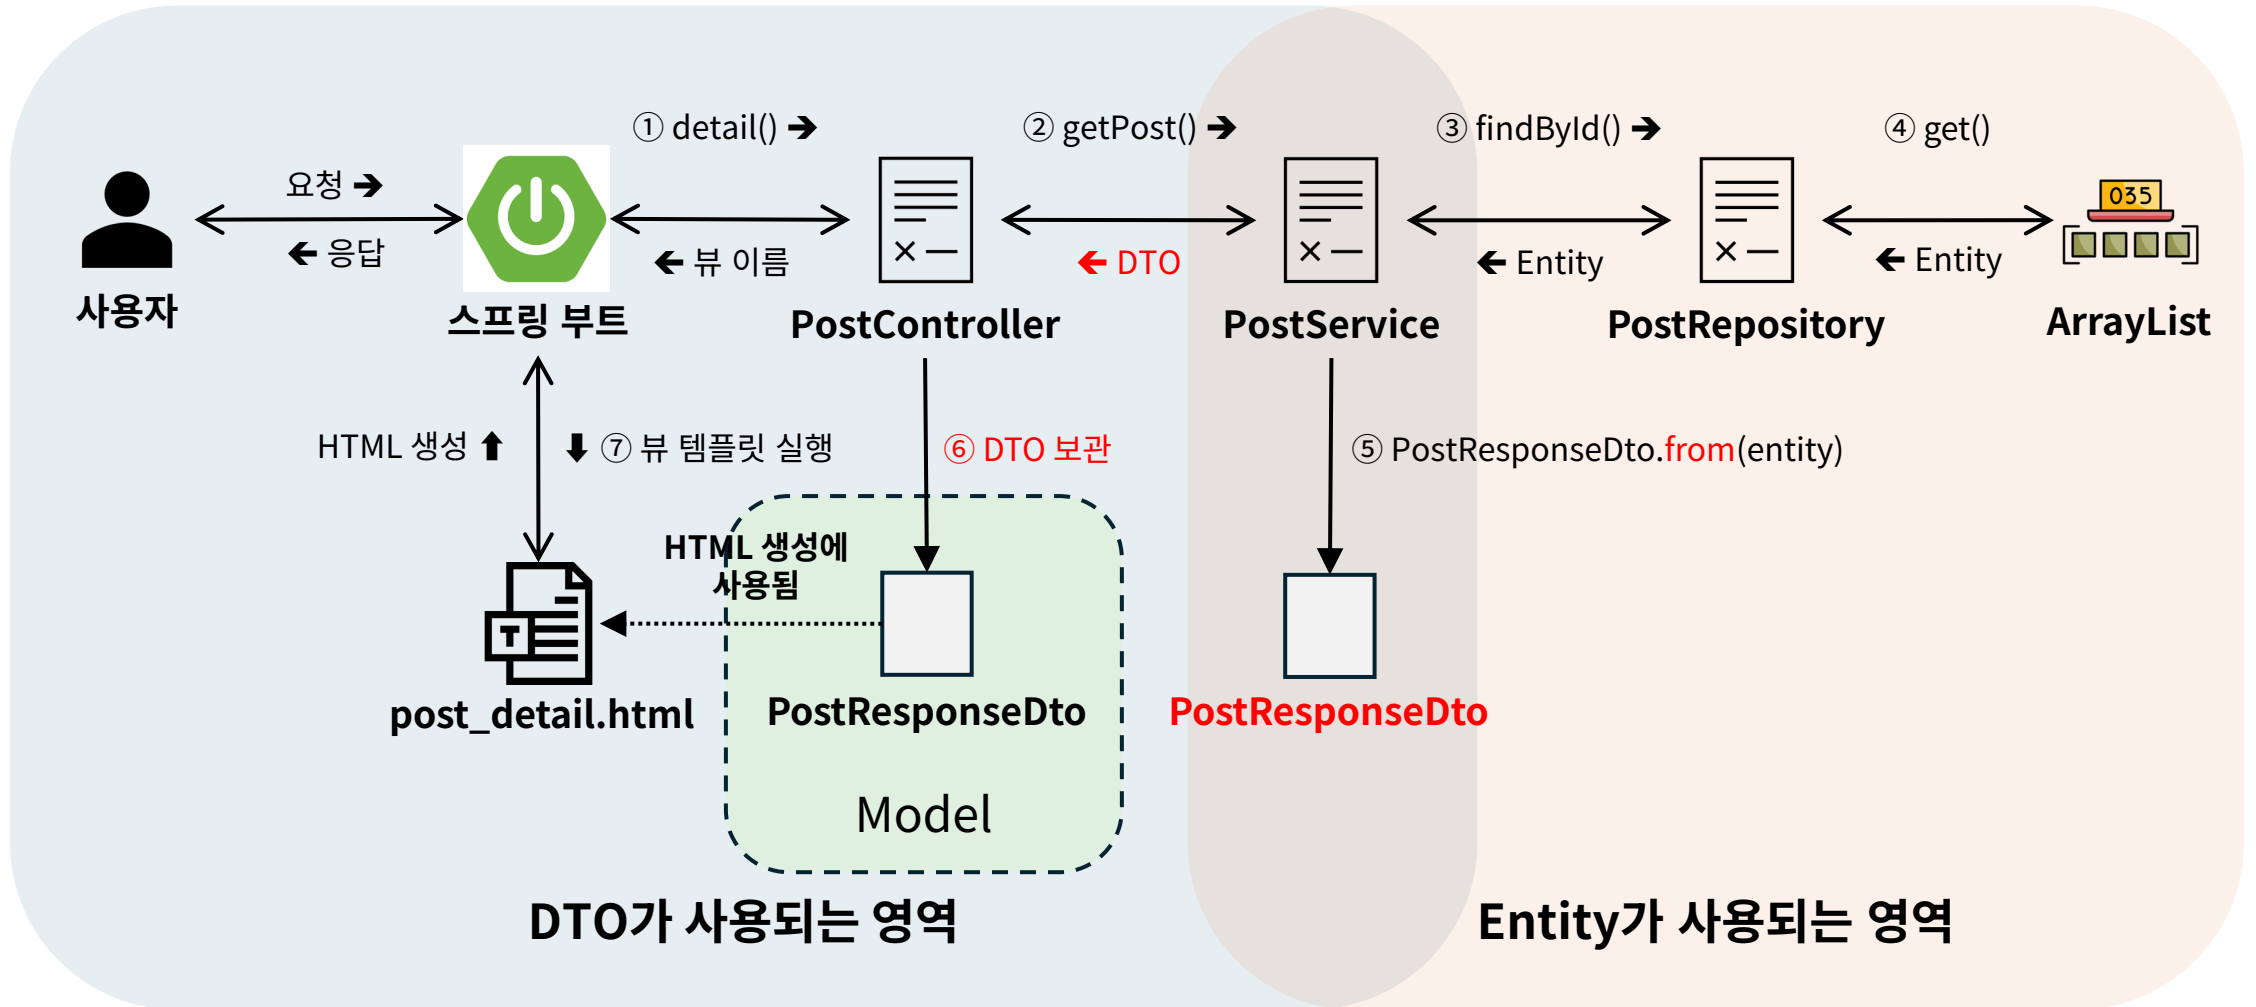 ① detail() → ② getPost() → ③ findById() → ④ get()
요청 →
← 응답
← 뷰 이름
← DTO
← Entity
← Entity
035
사용자
스프링 부트
PostController
PostService
PostRepository
ArrayList
HTML 생성 ↑
↓ ⑦ 뷰 템플릿 실행
⑥ DTO 보관
⑤ PostResponseDto.from(entity)
HTML 생성에
사용됨
T
post_detail.html
PostResponseDto
PostResponseDto
Model
DTO가 사용되는 영역
Entity가 사용되는 영역